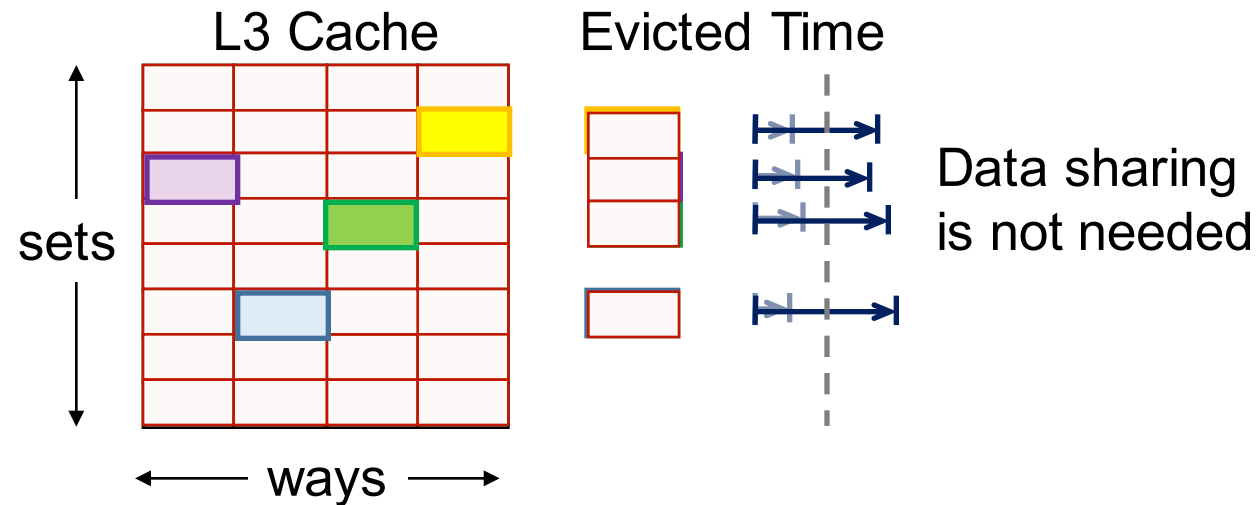 L3 Cache
Evicted Time
sets
Data sharing
is not needed
ways